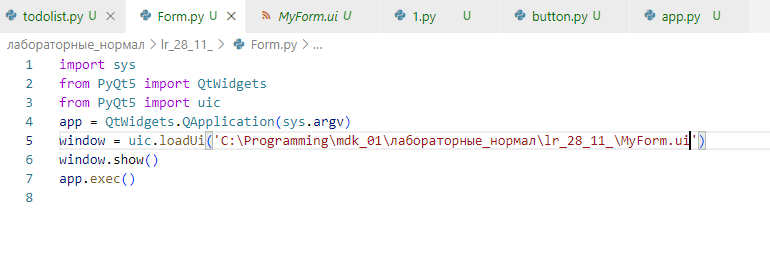 todolist.py U Form.py U MyForm.ui U 1.py U button.py U app.py U
лабораторные_нормал > lr_28_11_ > Form.py > ...
1 import sys
2 from PyQt5 import QtWidgets
3 from PyQt5 import uic
4 app = QtWidgets.QApplication(sys.argv)
5 window = uic.loadUi('C:\Programming\mdk_01\лабораторные_нормал\lr_28_11_\MyForm.ui')
6 window.show()
7 app.exec()
8